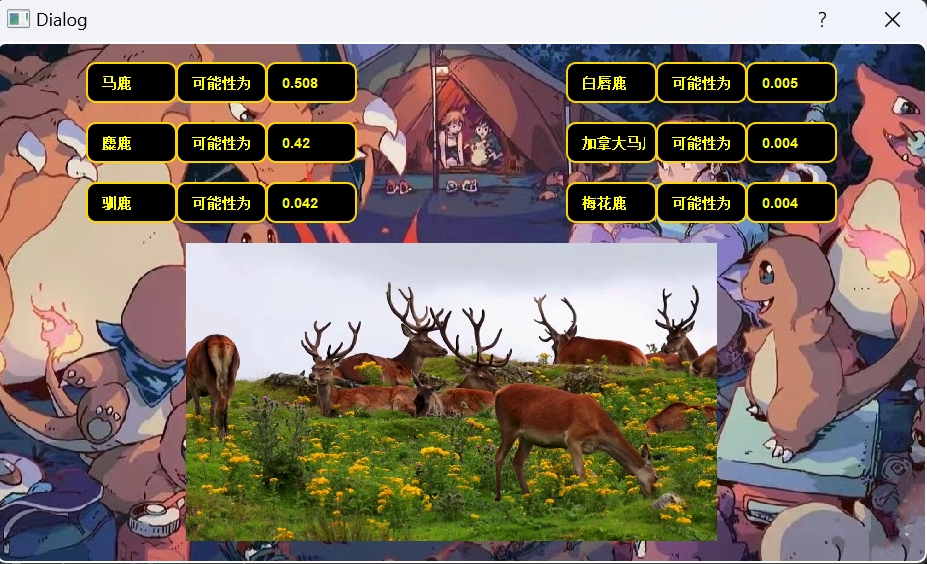 Dialog
马鹿 可能性为 0.508 白唇鹿 可能性为 0.005
麋鹿 可能性为 0.42 加拿大马 可能性为 0.004
驯鹿 可能性为 0.042 梅花鹿 可能性为 0.004